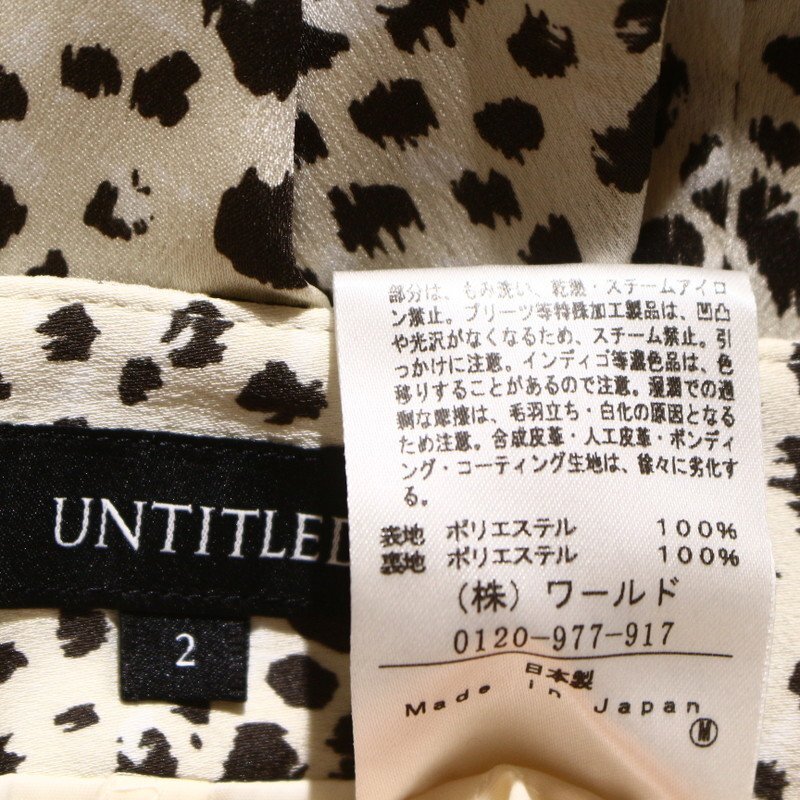 部分は、もみ洗い、乾燥・スチームアイロ
ン禁止。プリーツ等特殊加工製品は、凹凸
や光沢がなくなるため、スチーム禁止。引
っかけに注意。インディゴ等濃色品は、色
移りすることがあるので注意。湿潤での過
剰な摩擦は、毛羽立ち・白化の原因となる
ため注意。合成皮革・人工皮革・ボンディ
ング・コーティング生地は、徐々に劣化す
る。
表地 ポリエステル 100%
裏地 ポリエステル 100%
(株)ワールド
0120-977-917
日本製
Made in Japan
M
UNTITLED
2